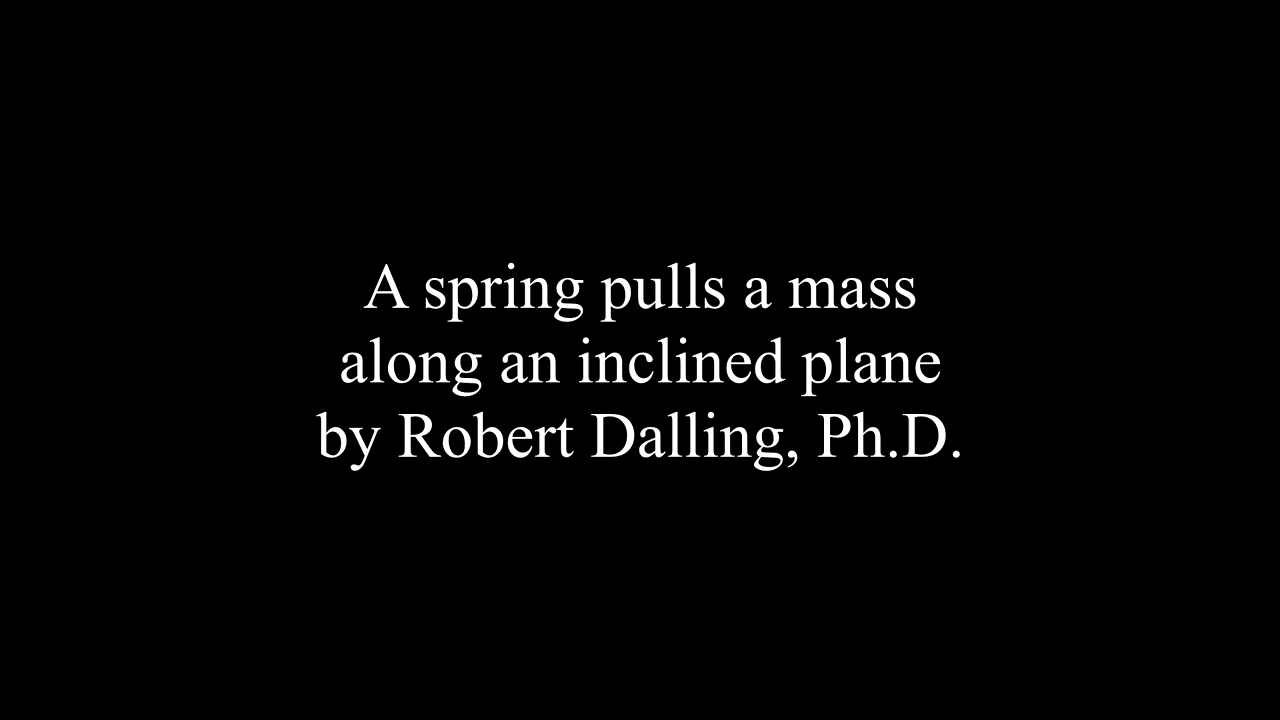 A spring pulls a mass
along an inclined plane
by Robert Dalling, Ph.D.